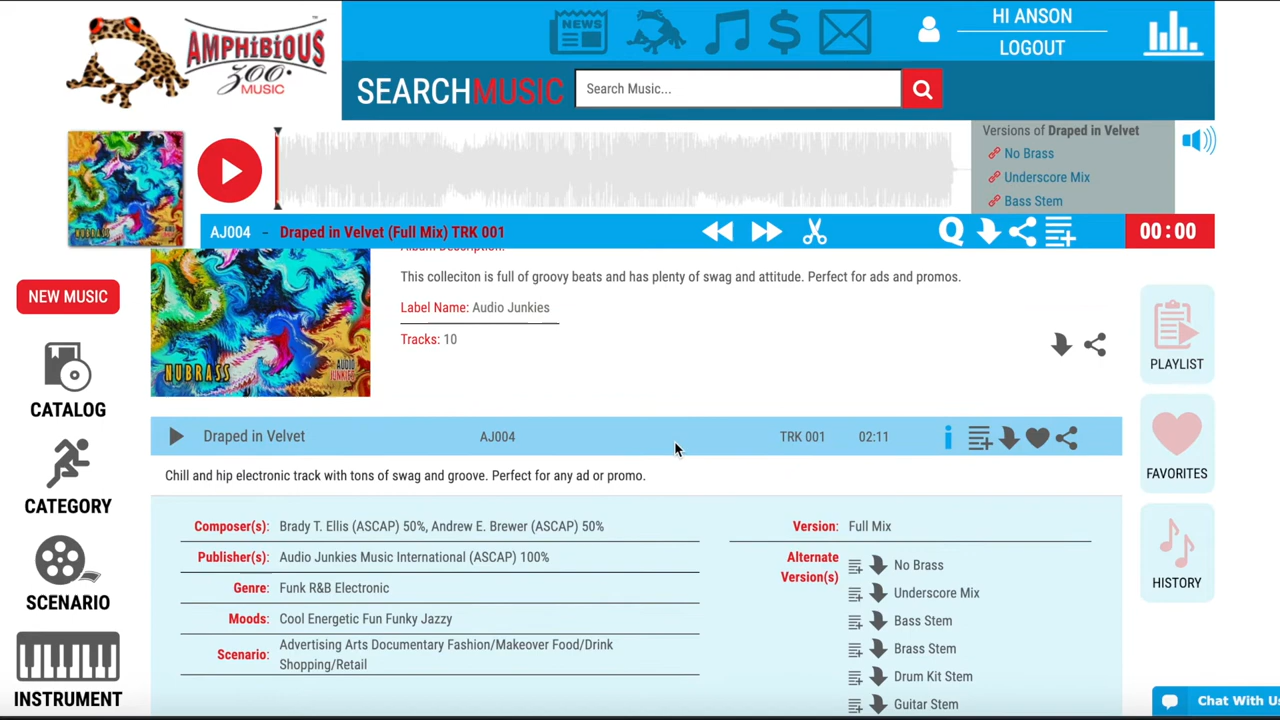 AMPHIBIOUS
ZOO
MUSIC
NEWS
HI ANSON
LOGOUT
SEARCHMUSIC
Search Music...
Versions of Draped in Velvet
No Brass
Underscore Mix
Bass Stem
NUBRASS
AJ004 - Draped in Velvet (Full Mix) TRK 001
Q
00:00
Album Description:
This colleciton is full of groovy beats and has plenty of swag and attitude. Perfect for ads and promos.
Label Name: Audio Junkies
Tracks: 10
NUBRASS
AUDIO
JUNKIES
NEW MUSIC
CATALOG
CATEGORY
SCENARIO
INSTRUMENT
PLAYLIST
FAVORITES
HISTORY
Draped in Velvet AJ004 TRK 001 02:11
Chill and hip electronic track with tons of swag and groove. Perfect for any ad or promo.
Composer(s): Brady T. Ellis (ASCAP) 50%, Andrew E. Brewer (ASCAP) 50%
Publisher(s): Audio Junkies Music International (ASCAP) 100%
Genre: Funk R&B Electronic
Moods: Cool Energetic Fun Funky Jazzy
Scenario: Advertising Arts Documentary Fashion/Makeover Food/Drink
Shopping/Retail
Version: Full Mix
Alternate
Version(s)
No Brass
Underscore Mix
Bass Stem
Brass Stem
Drum Kit Stem
Guitar Stem
Chat With Us